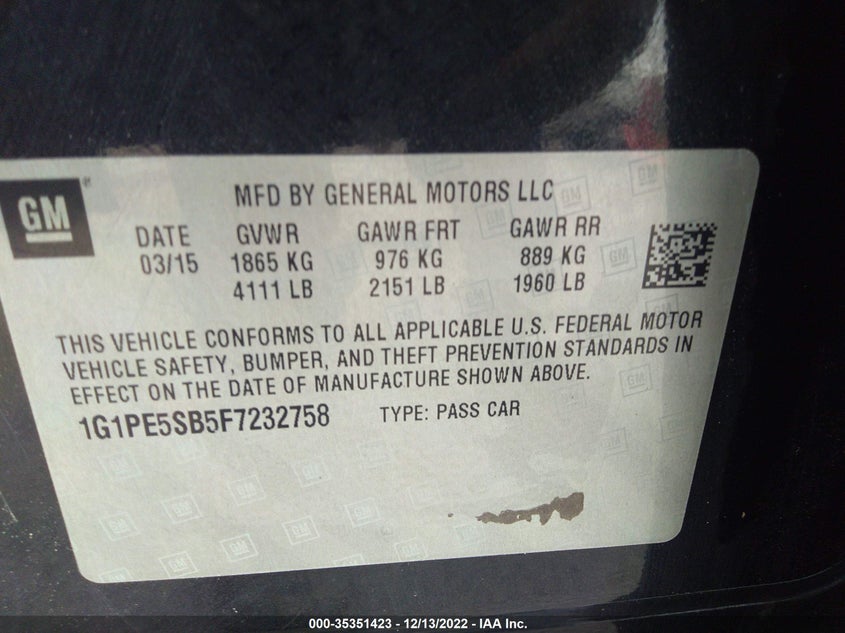 GM
MFD BY GENERAL MOTORS LLC
DATE GVWR GAWR FRT GAWR RR
03/15 1865 KG 976 KG 889 KG
4111 LB 2151 LB 1960 LB
THIS VEHICLE CONFORMS TO ALL APPLICABLE U.S. FEDERAL MOTOR
VEHICLE SAFETY, BUMPER, AND THEFT PREVENTION STANDARDS IN
EFFECT ON THE DATE OF MANUFACTURE SHOWN ABOVE.
1G1PE5SB5F7232758 TYPE: PASS CAR
000-35351423 - 12/13/2022 - IAA Inc.